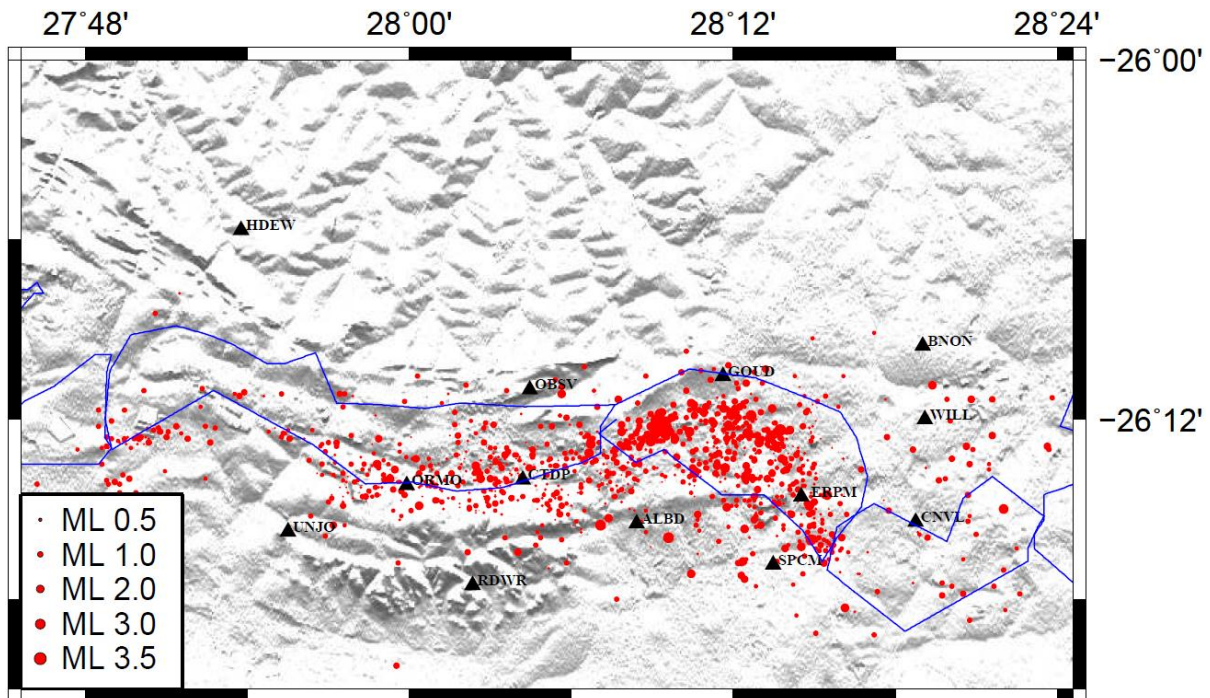 27˚48' 28˚00' 28˚12' 28˚24'
−26˚00'
HDEW
BNON
GOUD
OBSV
WILL
−26˚12'
CTDP
ORMO
ERPM
ML 0.5
CNVL
ALBD
UNJO
ML 1.0
SPCM
RDWR
ML 2.0
ML 3.0
ML 3.5